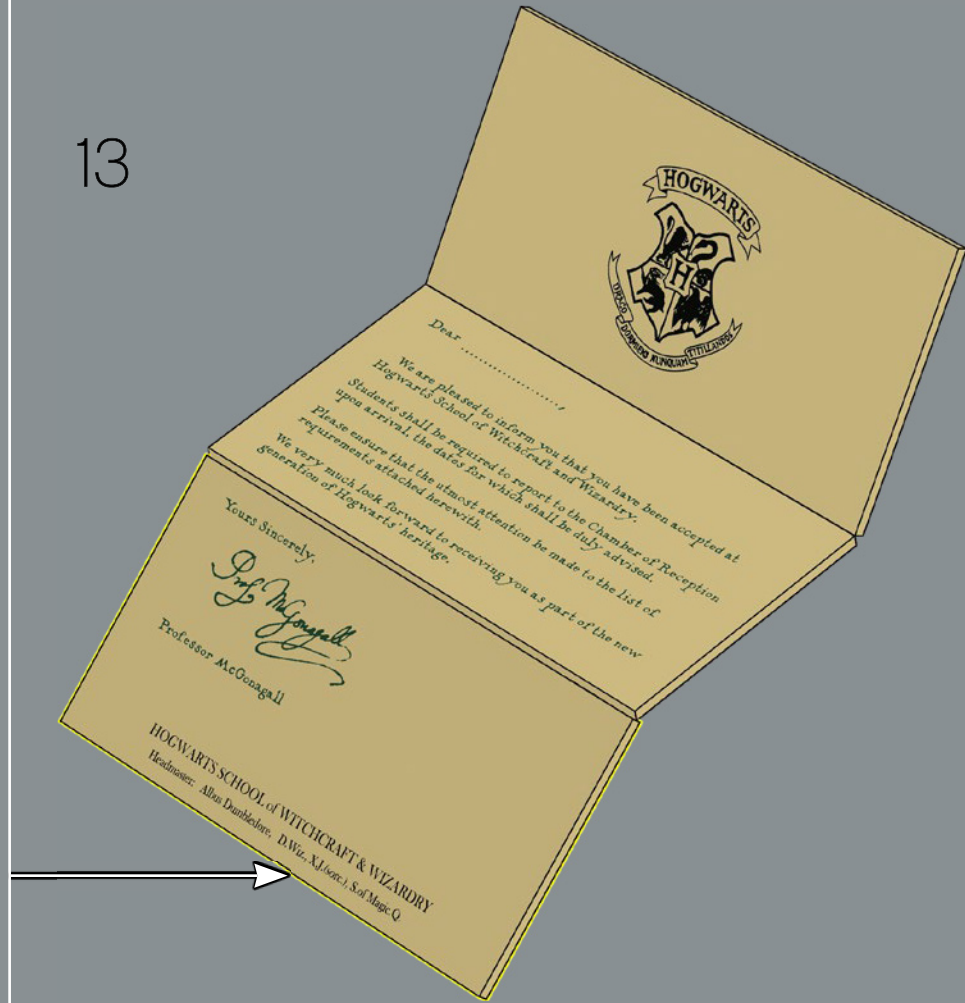 13
HOGWARTS
H
DRACO DORMIENS NUNQUAM TITILLANDUS
Dear ....................,
We are pleased to inform you that you have been accepted at
Hogwarts School of Witchcraft and Wizardry.
Students shall be required to report to the Chamber of Reception
upon arrival, the dates for which shall be duly advised.
Please ensure that the utmost attention be made to the list of
requirements attached herewith.
We very much look forward to receiving you as part of the new
generation of Hogwarts' heritage.
Yours Sincerely,
Prof McGonagall
Professor McGonagall
HOGWARTS SCHOOL of WITCHCRAFT & WIZARDRY
Headmaster: Albus Dumbledore, D.Wiz., X.J.(sorc.), S.of Magic.Q.